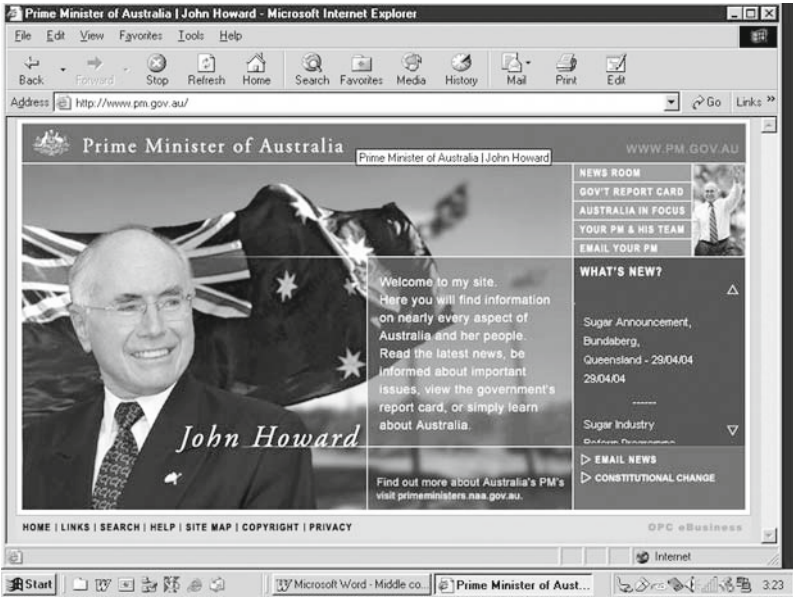 Prime Minister of Australia | John Howard - Microsoft Internet Explorer
File Edit View Favorites Tools Help
Back Forward Stop Refresh Home Search Favorites Media History Mail Print Edit
Address http://www.pm.gov.au/ Go Links »
Prime Minister of Australia
WWW.PM.GOV.AU
Prime Minister of Australia | John Howard
NEWS ROOM
GOV'T REPORT CARD
AUSTRALIA IN FOCUS
YOUR PM & HIS TEAM
EMAIL YOUR PM
Welcome to my site.
Here you will find information
on nearly every aspect of
Australia and her people.
Read the latest news, be
informed about important
issues, view the government's
report card, or simply learn
about Australia.
John Howard
Find out more about Australia's PM's
visit primeministers.naa.gov.au.
WHAT'S NEW?
Sugar Announcement,
Bundaberg,
Queensland - 29/04/04
29/04/04
------
Sugar Industry
Reform Programme
EMAIL NEWS
CONSTITUTIONAL CHANGE
HOME | LINKS | SEARCH | HELP | SITE MAP | COPYRIGHT | PRIVACY
OPC eBusiness
Internet
Start Microsoft Word - Middle co... Prime Minister of Aust... 3:23